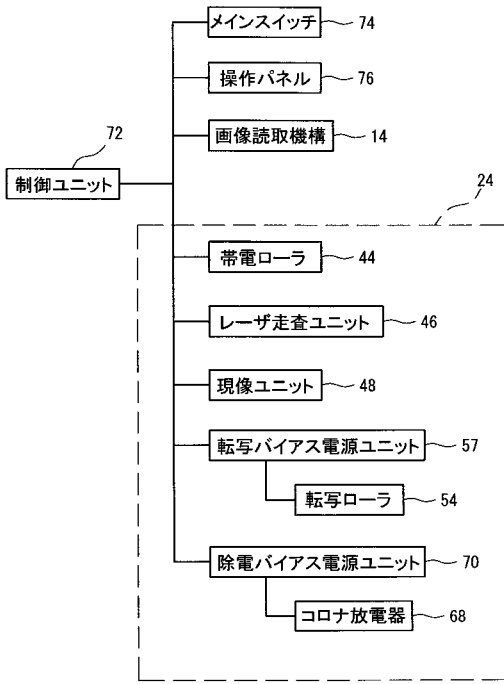 メインスイッチ 74
操作パネル 76
画像読取機構 14
72
制御ユニット
24
帯電ローラ 44
レーザ走査ユニット 46
現像ユニット 48
転写バイアス電源ユニット 57
転写ローラ 54
除電バイアス電源ユニット 70
コロナ放電器 68